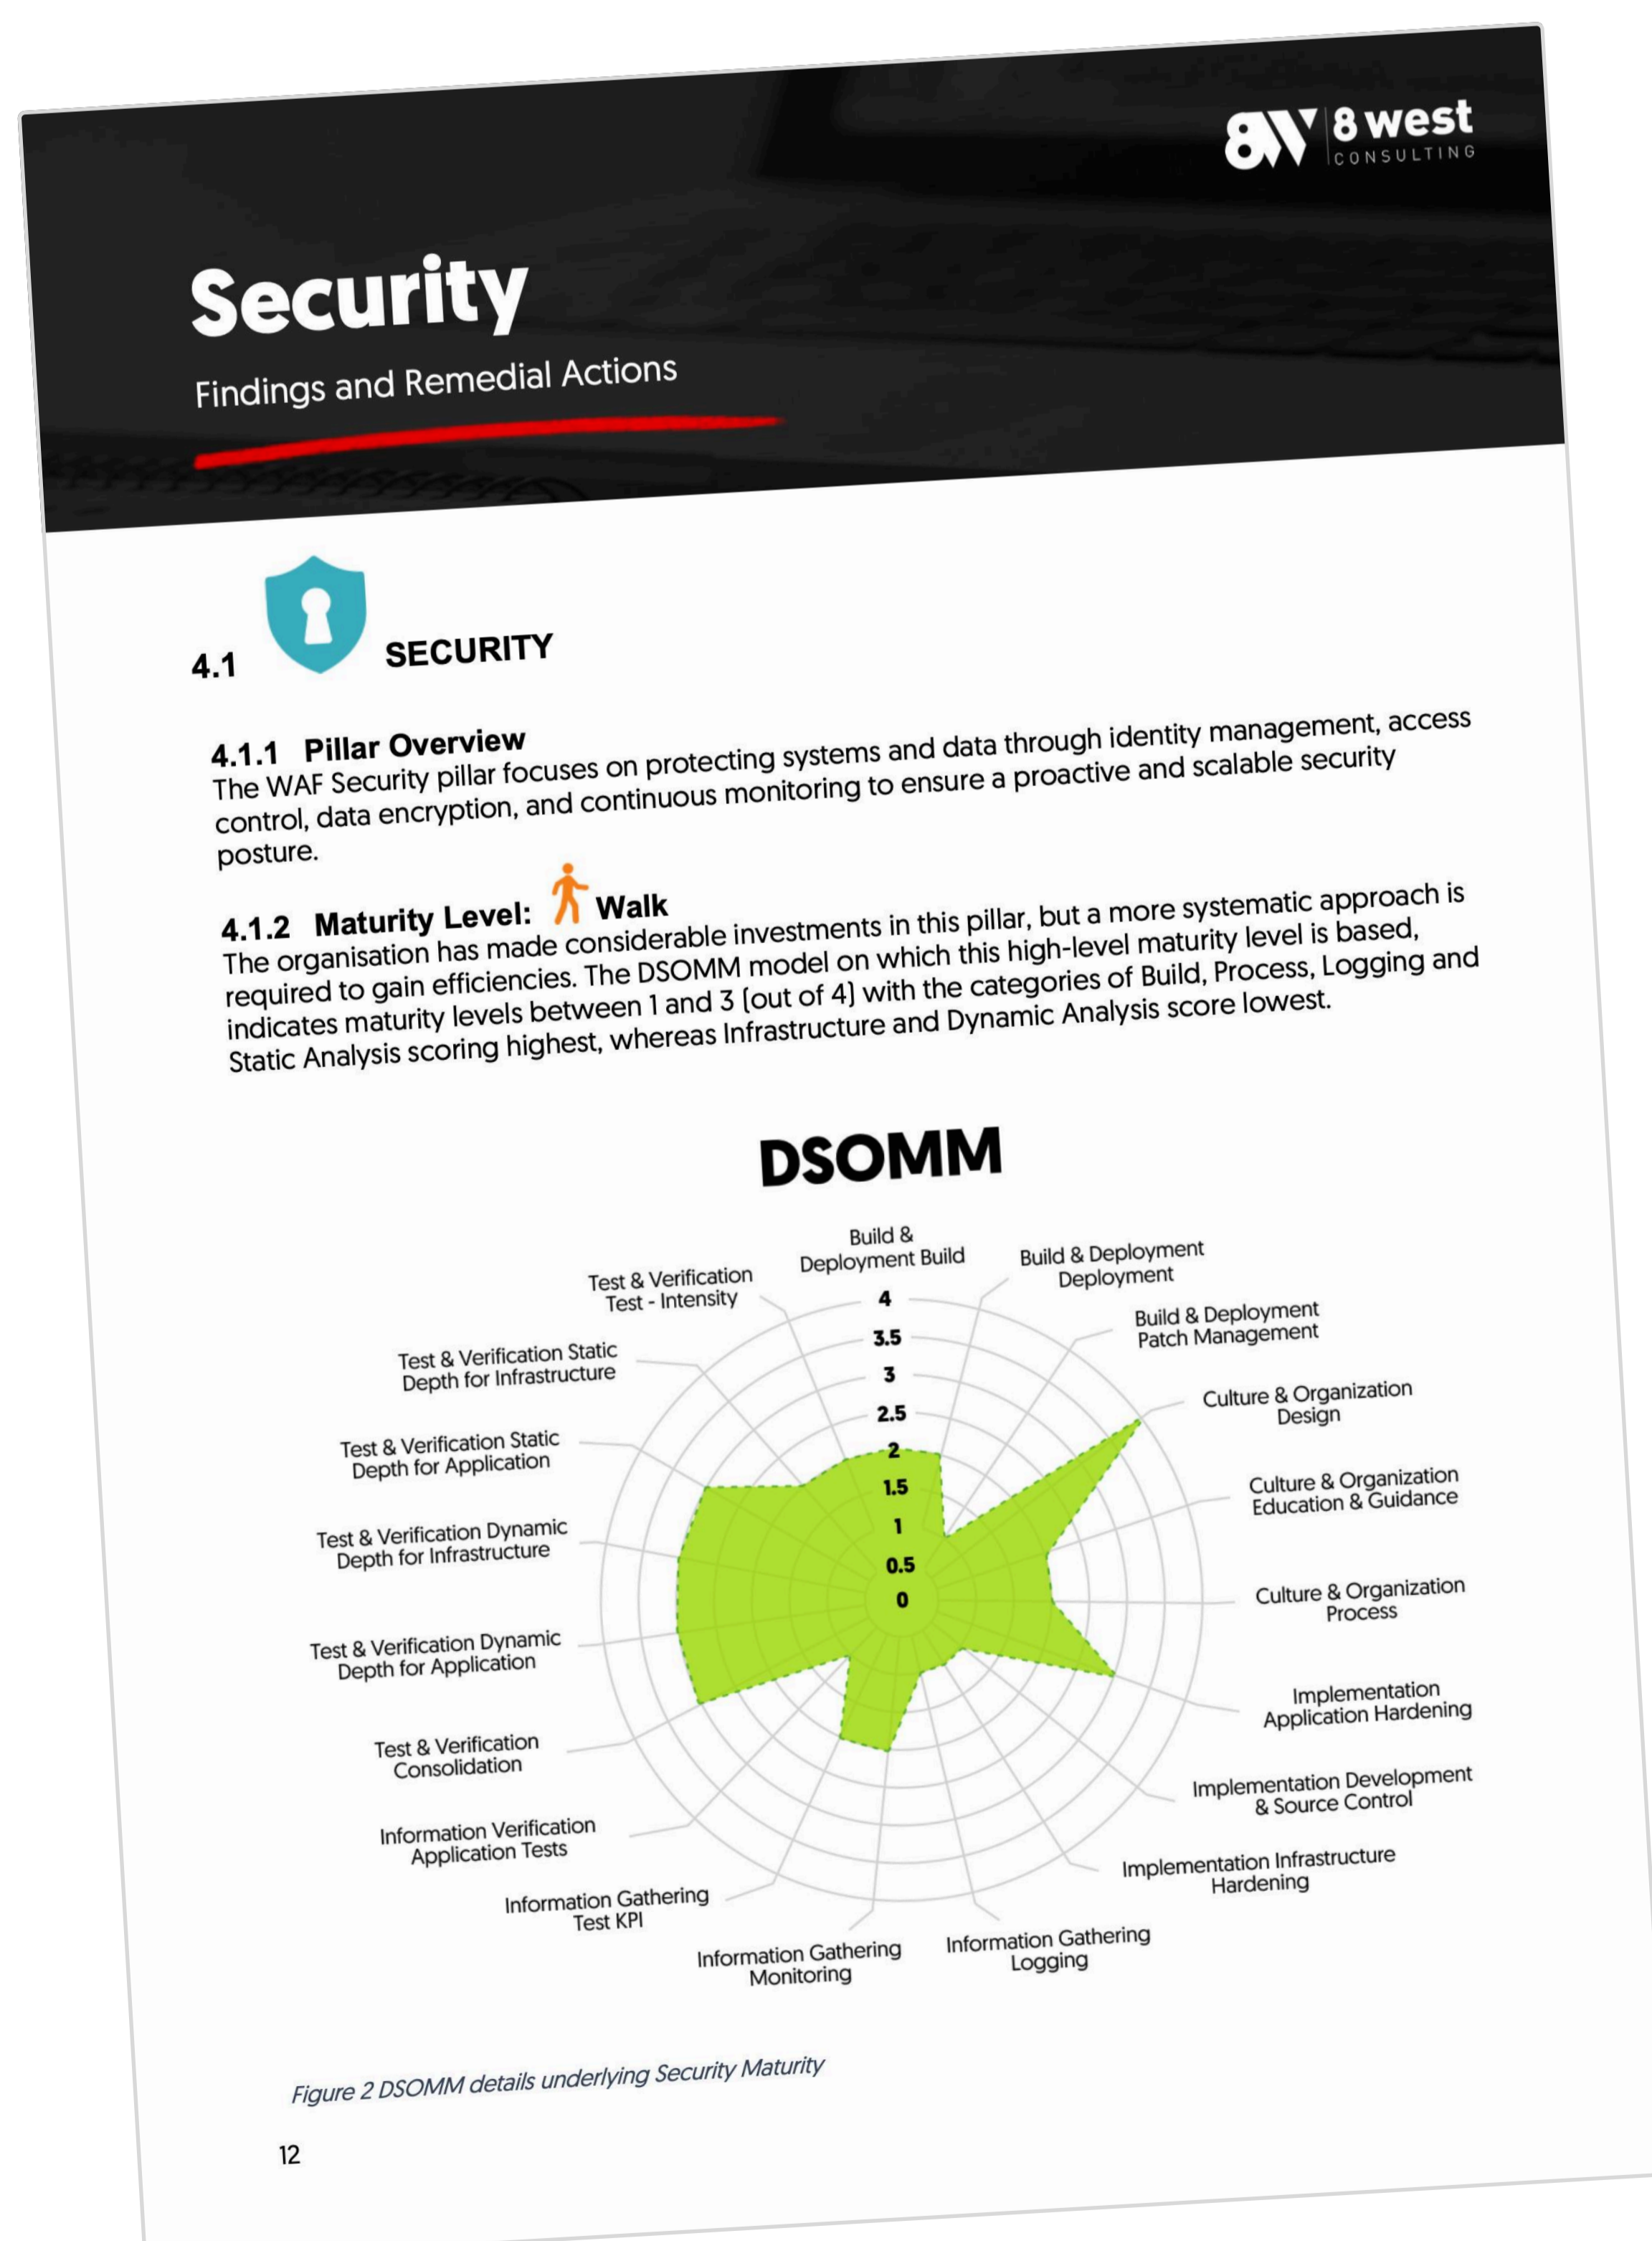 8W 8 west
CONSULTING
Security
Findings and Remedial Actions
4.1 SECURITY
4.1.1 Pillar Overview
The WAF Security pillar focuses on protecting systems and data through identity management, access
control, data encryption, and continuous monitoring to ensure a proactive and scalable security
posture.
4.1.2 Maturity Level: Walk
The organisation has made considerable investments in this pillar, but a more systematic approach is
required to gain efficiencies. The DSOMM model on which this high-level maturity level is based,
indicates maturity levels between 1 and 3 (out of 4) with the categories of Build, Process, Logging and
Static Analysis scoring highest, whereas Infrastructure and Dynamic Analysis score lowest.
DSOMM
Build &
Deployment Build
Build & Deployment
Deployment
Build & Deployment
Patch Management
Culture & Organization
Design
Culture & Organization
Education & Guidance
Culture & Organization
Process
Implementation
Application Hardening
Implementation Development
& Source Control
Implementation Infrastructure
Hardening
Information Gathering
Logging
Information Gathering
Monitoring
Information Gathering
Test KPI
Information Verification
Application Tests
Test & Verification
Consolidation
Test & Verification Dynamic
Depth for Application
Test & Verification Dynamic
Depth for Infrastructure
Test & Verification Static
Depth for Application
Test & Verification Static
Depth for Infrastructure
Test & Verification
Test - Intensity
4
3.5
3
2.5
2
1.5
1
0.5
0
Figure 2 DSOMM details underlying Security Maturity
12